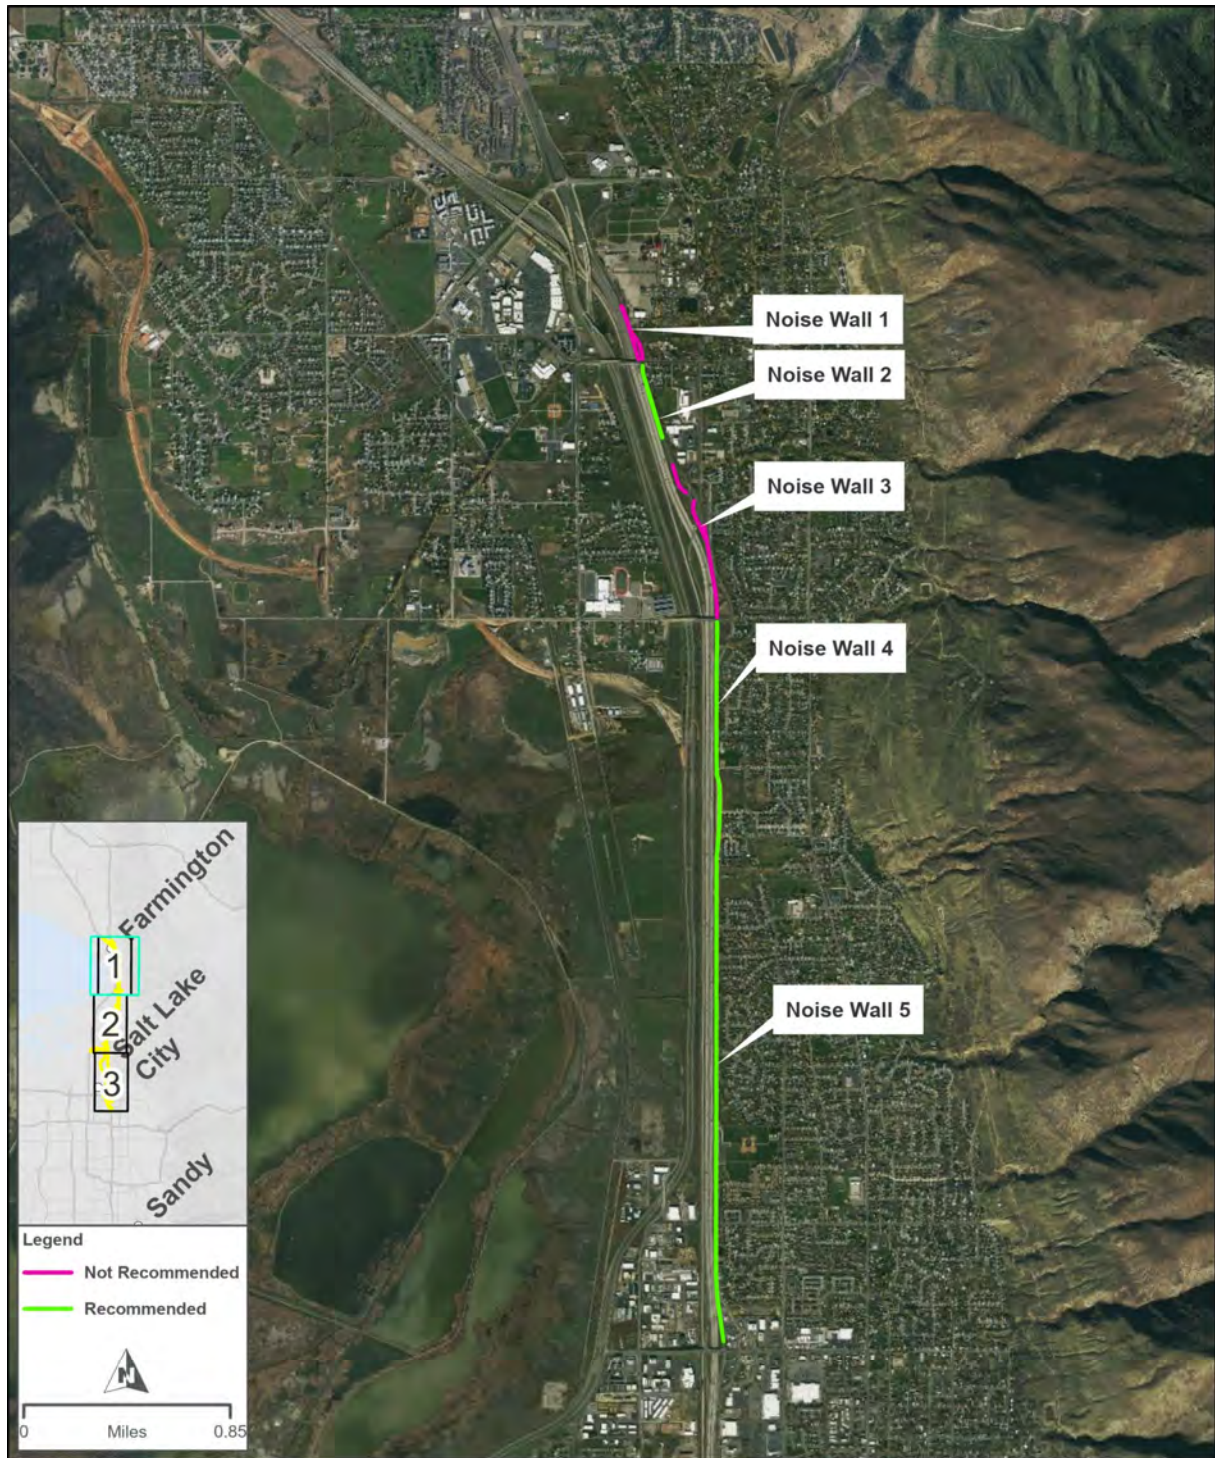 Noise Wall 1
Noise Wall 2
Noise Wall 3
Noise Wall 4
Noise Wall 5
Farmington
1
Salt Lake
City
2
3
Sandy
Legend
Not Recommended
Recommended
N
0 Miles 0.85